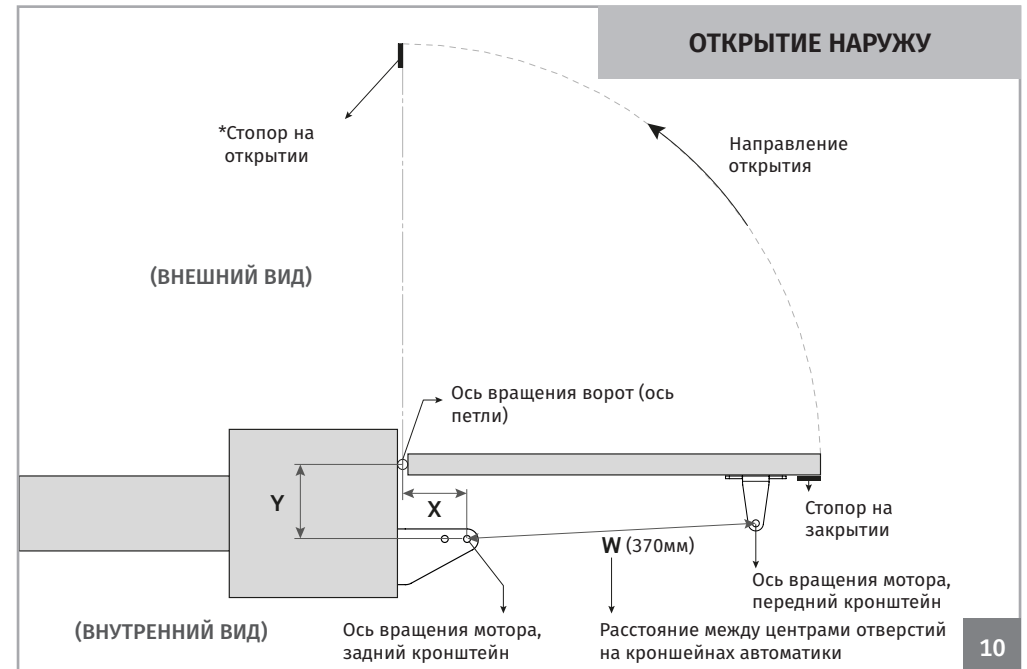 ОТКРЫТИЕ НАРУЖУ
*Стопор на
открытии
Направление
открытия
(ВНЕШНИЙ ВИД)
Ось вращения ворот (ось
петли)
Y
X
Стопор на
закрытии
W (370мм)
Ось вращения мотора,
передний кронштейн
(ВНУТРЕННИЙ ВИД)
Ось вращения мотора,
задний кронштейн
Расстояние между центрами отверстий
на кроншейнах автоматики
10